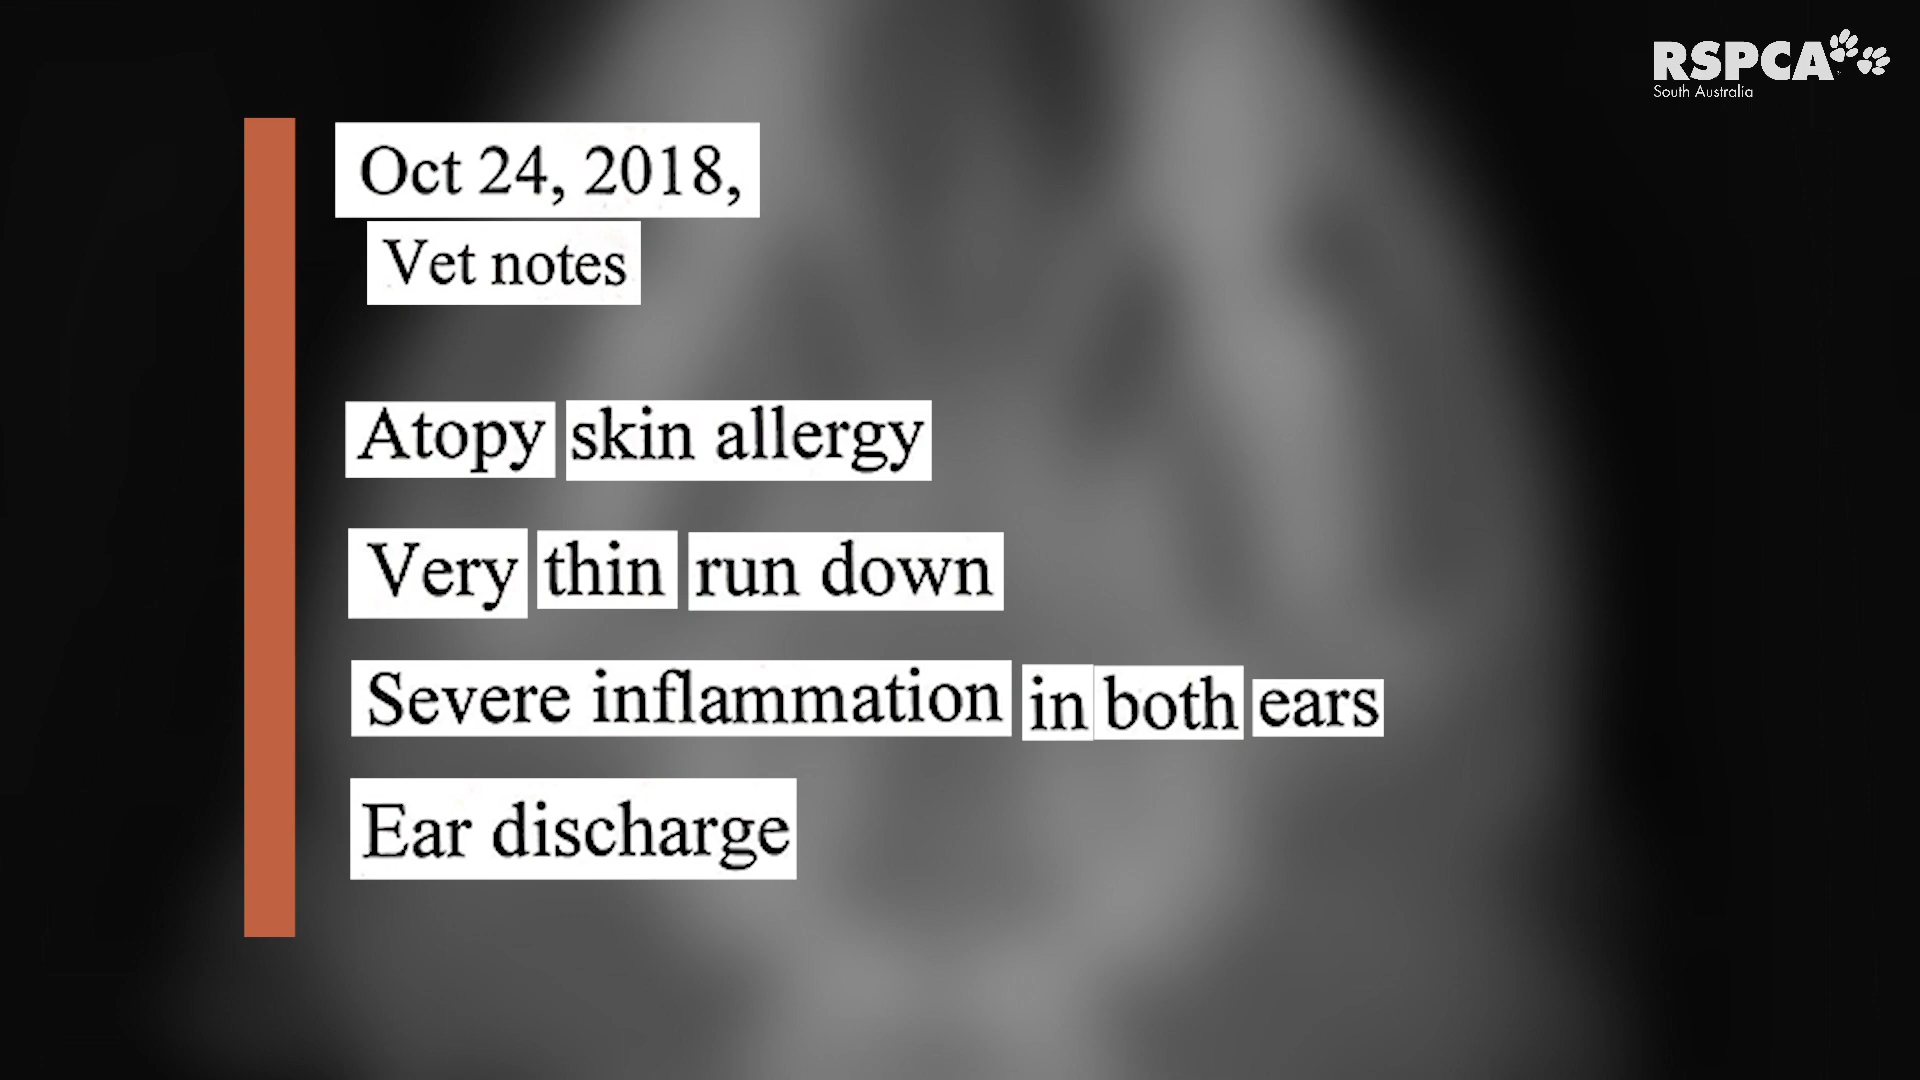 RSPCA
South Australia
Oct 24, 2018,
Vet notes
Atopy skin allergy
Very thin run down
Severe inflammation in both ears
Ear discharge